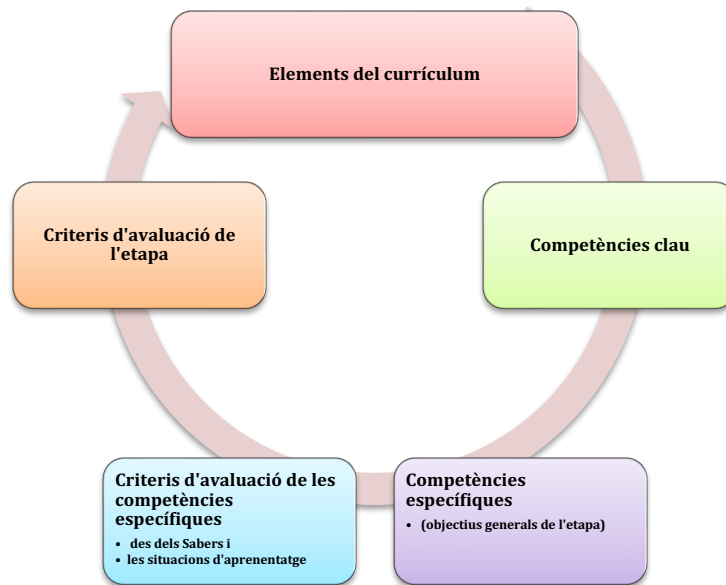 Elements del currículum
Criteris d'avaluació de
l'etapa
Competències clau
Criteris d'avaluació de les
competències
específiques
• des dels Sabers i
• les situacions d'aprenentatge
Competències
específiques
• (objectius generals de l'etapa)